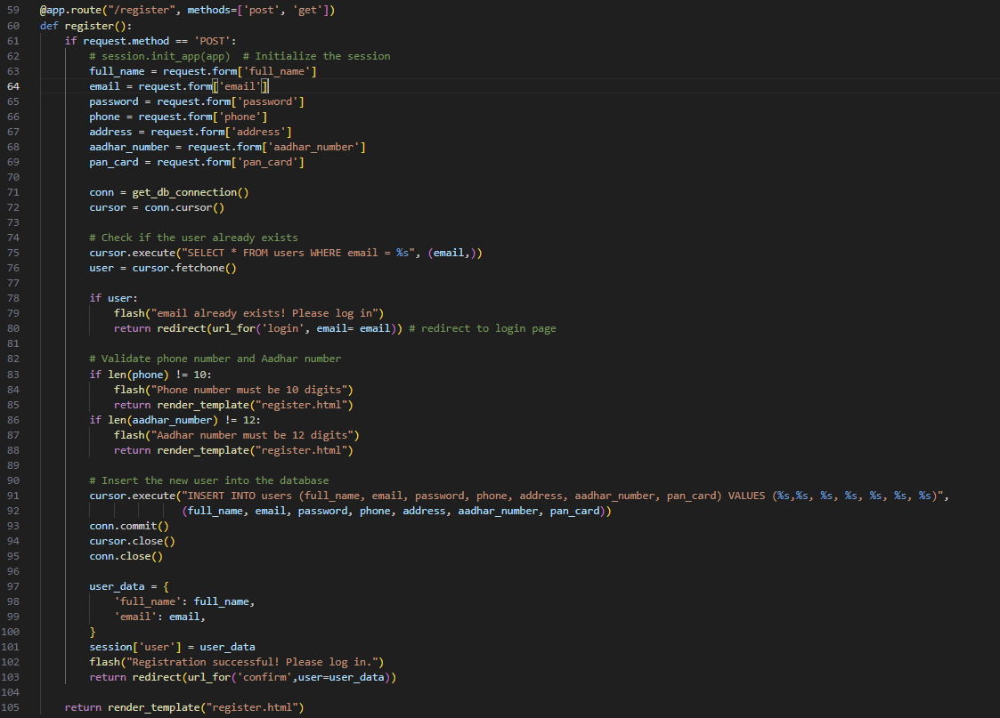 59 @app.route("/register", methods=['post', 'get'])
60 def register():
61     if request.method == 'POST':
62         # session.init_app(app)  # Initialize the session
63         full_name = request.form['full_name']
64         email = request.form['email']
65         password = request.form['password']
66         phone = request.form['phone']
67         address = request.form['address']
68         aadhar_number = request.form['aadhar_number']
69         pan_card = request.form['pan_card']
70
71         conn = get_db_connection()
72         cursor = conn.cursor()
73
74         # Check if the user already exists
75         cursor.execute("SELECT * FROM users WHERE email = %s", (email,))
76         user = cursor.fetchone()
77
78         if user:
79             flash("email already exists! Please log in")
80             return redirect(url_for('login', email= email)) # redirect to login page
81
82         # Validate phone number and Aadhar number
83         if len(phone) != 10:
84             flash("Phone number must be 10 digits")
85             return render_template("register.html")
86         if len(aadhar_number) != 12:
87             flash("Aadhar number must be 12 digits")
88             return render_template("register.html")
89
90         # Insert the new user into the database
91         cursor.execute("INSERT INTO users (full_name, email, password, phone, address, aadhar_number, pan_card) VALUES (%s,%s, %s, %s, %s, %s, %s)",
92                        (full_name, email, password, phone, address, aadhar_number, pan_card))
93         conn.commit()
94         cursor.close()
95         conn.close()
96
97         user_data = {
98             'full_name': full_name,
99             'email': email,
100         }
101         session['user'] = user_data
102         flash("Registration successful! Please log in.")
103         return redirect(url_for('confirm',user=user_data))
104
105     return render_template("register.html")